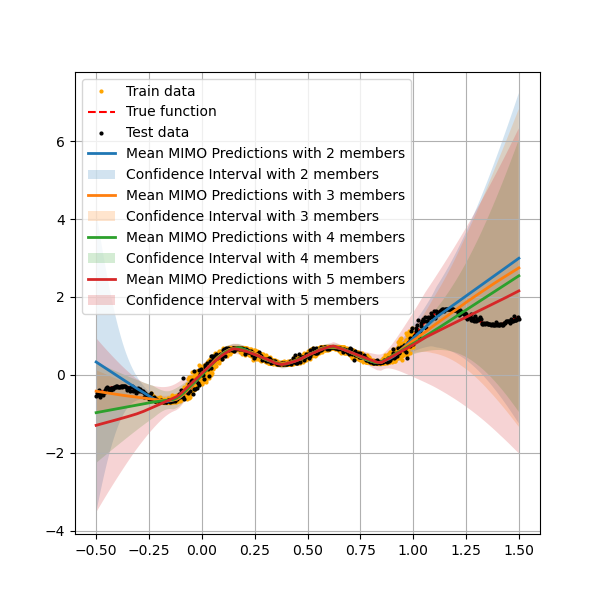 Train data
True function
Test data
Mean MIMO Predictions with 2 members
Confidence Interval with 2 members
Mean MIMO Predictions with 3 members
Confidence Interval with 3 members
Mean MIMO Predictions with 4 members
Confidence Interval with 4 members
Mean MIMO Predictions with 5 members
Confidence Interval with 5 members
6
4
2
0
−2
−4
−0.50 −0.25 0.00 0.25 0.50 0.75 1.00 1.25 1.50